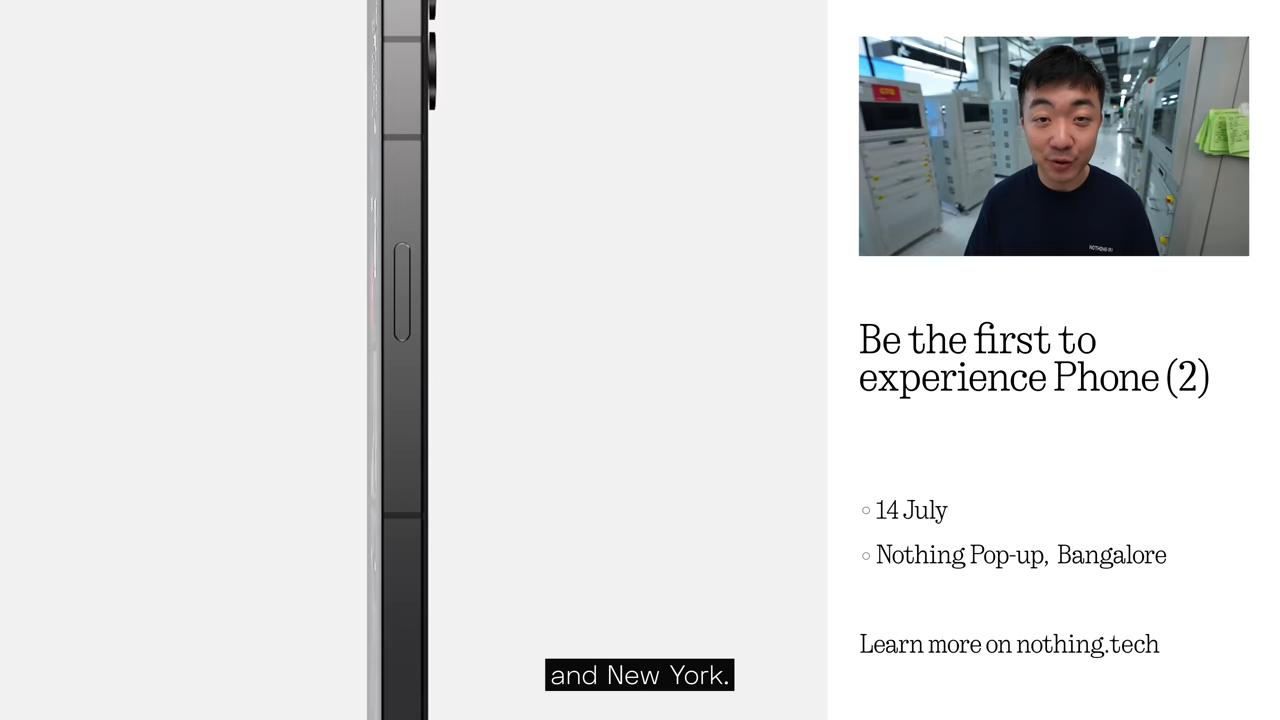 NOTHING (R)
Be the first to
experience Phone (2)
14 July
Nothing Pop-up, Bangalore
Learn more on nothing.tech
and New York.